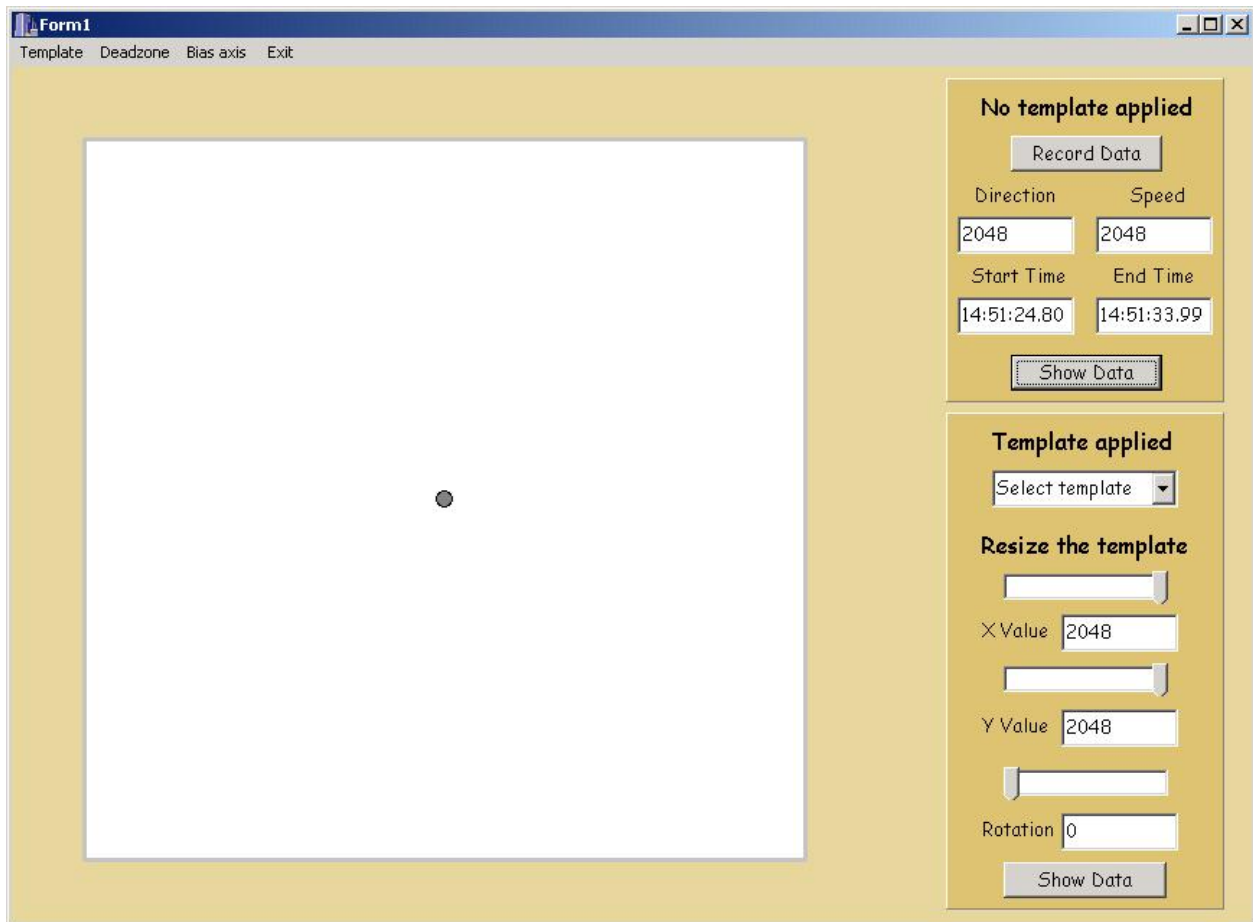 Form1
Template Deadzone Bias axis Exit
No template applied
Record Data
Direction Speed
2048 2048
Start Time End Time
14:51:24.80 14:51:33.99
Show Data
Template applied
Select template
Resize the template
X Value 2048
Y Value 2048
Rotation 0
Show Data